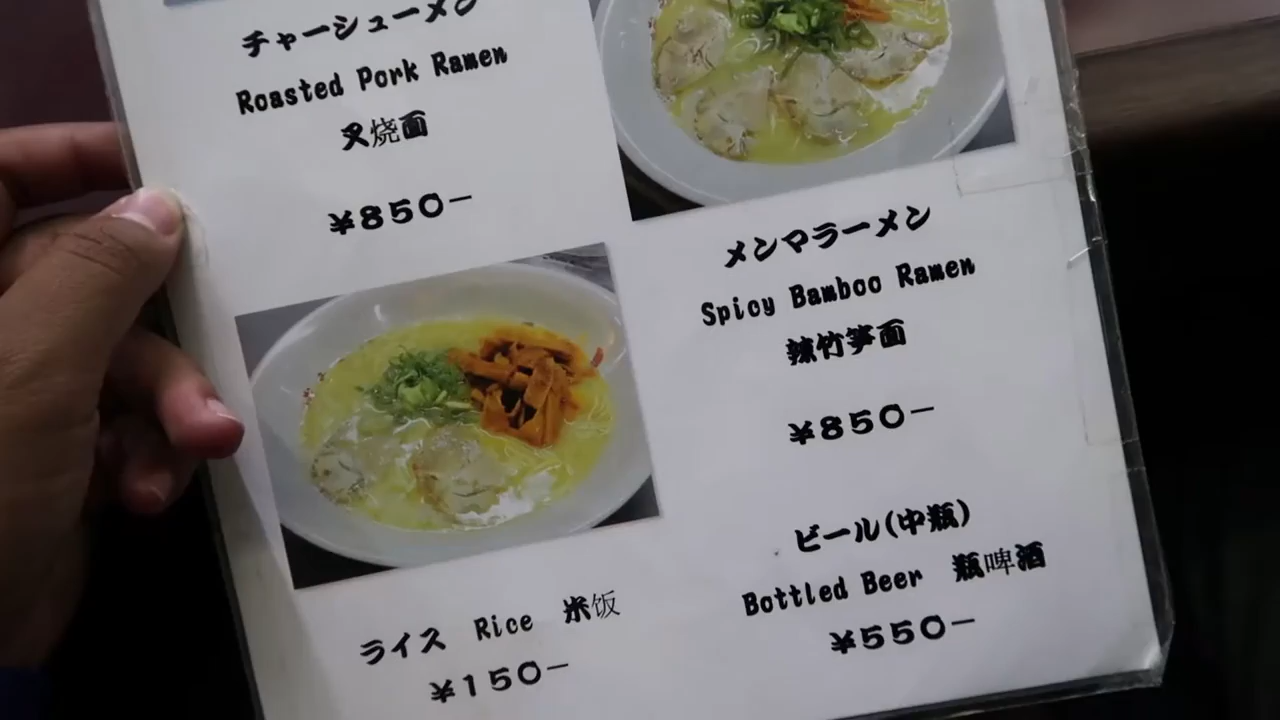 チャーシューメン
Roasted Pork Ramen
叉烧面
¥850－
メンマラーメン
Spicy Bamboo Ramen
辣竹笋面
¥850－
ライス Rice 米饭
¥150－
ビール(中瓶)
Bottled Beer 瓶啤酒
¥550－